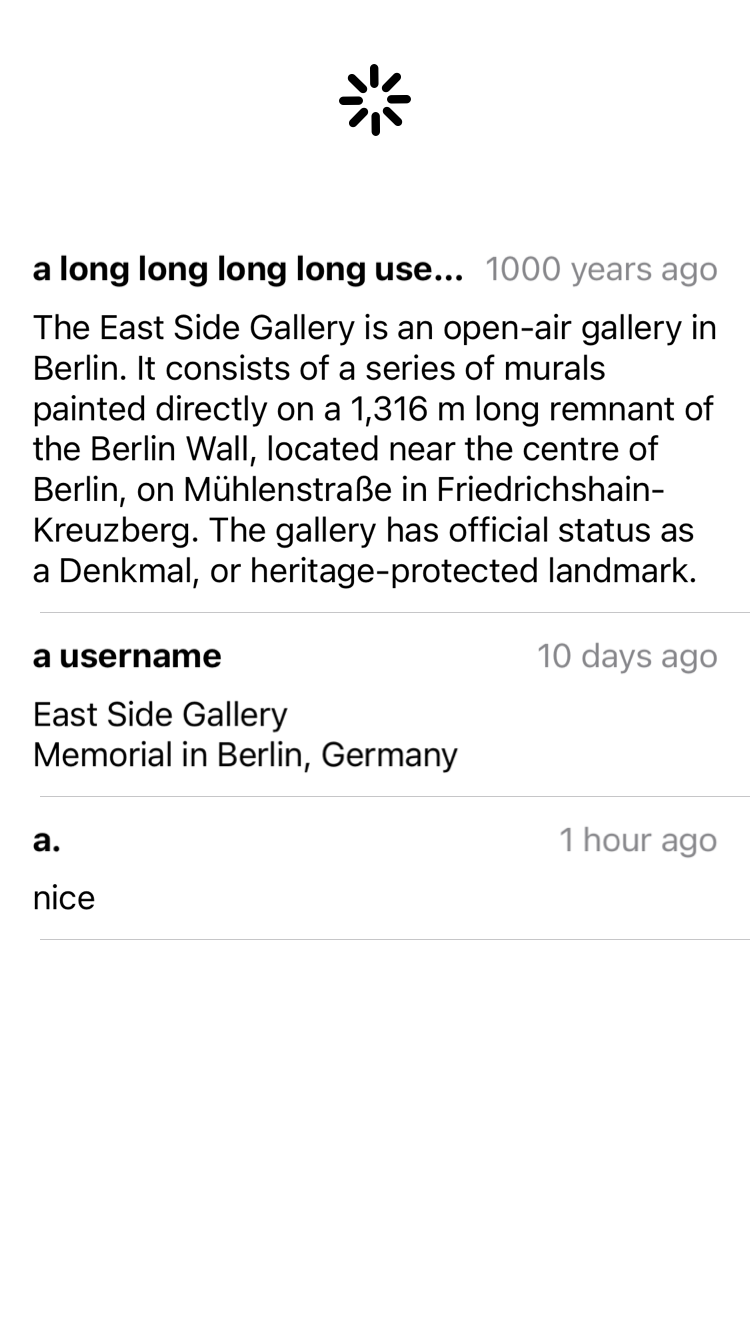 a long long long long use... 1000 years ago
The East Side Gallery is an open-air gallery in
Berlin. It consists of a series of murals
painted directly on a 1,316 m long remnant of
the Berlin Wall, located near the centre of
Berlin, on Mühlenstraße in Friedrichshain-
Kreuzberg. The gallery has official status as
a Denkmal, or heritage-protected landmark.
a username 10 days ago
East Side Gallery
Memorial in Berlin, Germany
a. 1 hour ago
nice